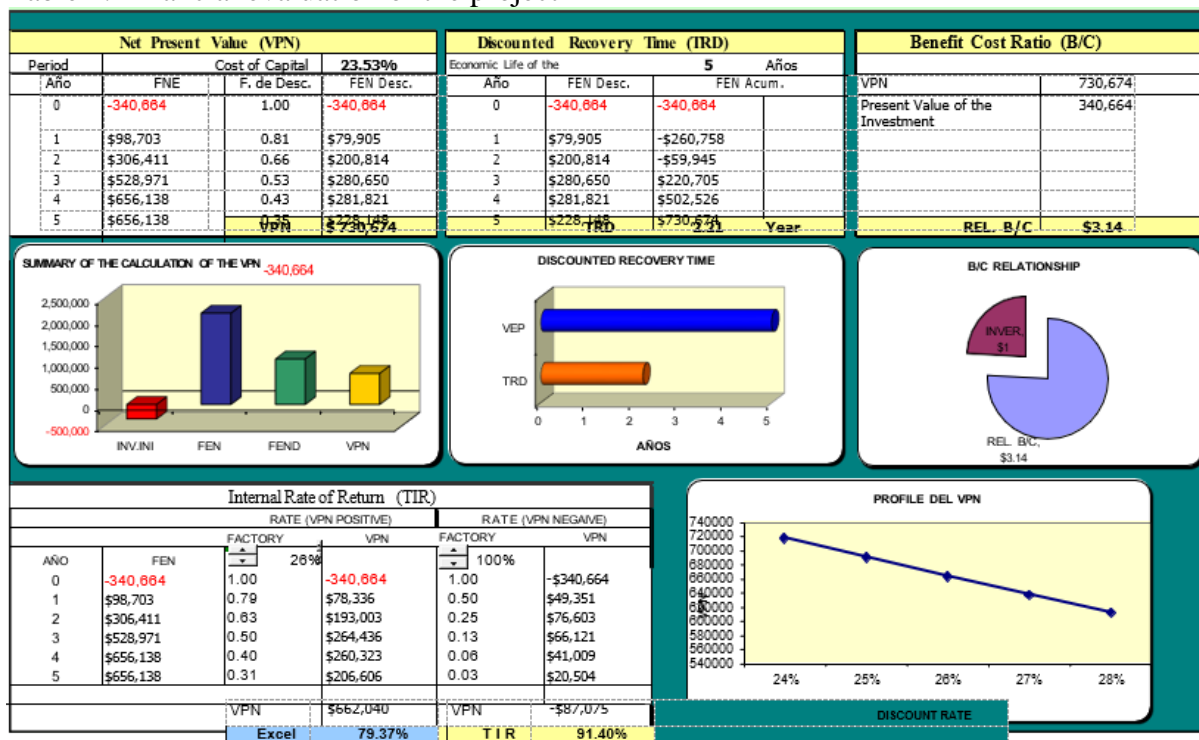 Net Present Value (VPN)
Period Cost of Capital 23.53%
Año FNE F. de Desc. FEN Desc.
0 -340,664 1.00 -340,664
1 $98,703 0.81 $79,905
2 $306,411 0.66 $200,814
3 $528,971 0.53 $280,650
4 $656,138 0.43 $281,821
5 $656,138 0.35 $228,148
VPN $ 730,674
Discounted Recovery Time (TRD)
Economic Life of the 5 Años
Año FEN Desc. FEN Acum.
0 -340,664 -340,664
1 $79,905 -$260,758
2 $200,814 -$59,945
3 $280,650 $220,705
4 $281,821 $502,526
5 $228,148 $730,674
TRD 2.21 Year
Benefit Cost Ratio (B/C)
VPN 730,674
Present Value of the 340,664
Investment
REL. B/C $3.14
SUMMARY OF THE CALCULATION OF THE VPN -340,664
2,500,000
2,000,000
1,500,000
1,000,000
500,000
0
-500,000
INV.INI FEN FEND VPN
DISCOUNTED RECOVERY TIME
VEP
TRD
0 1 2 3 4 5
AÑOS
B/C RELATIONSHIP
INVER,
$1
REL. B/C,
$3.14
Internal Rate of Return (TIR)
RATE (VPN POSITIVE) RATE (VPN NEGAIVE)
FACTORY VPN FACTORY VPN
AÑO FEN 26% 100%
0 -340,664 1.00 -340,664 1.00 -$340,664
1 $98,703 0.79 $78,336 0.50 $49,351
2 $306,411 0.63 $193,003 0.25 $76,603
3 $528,971 0.50 $264,436 0.13 $66,121
4 $656,138 0.40 $260,323 0.06 $41,009
5 $656,138 0.31 $206,606 0.03 $20,504
VPN $662,040 VPN -$87,075
Excel 79.37% T I R 91.40%
PROFILE DEL VPN
740000
720000
700000
680000
660000
640000
620000
600000
580000
560000
540000
VPN
24% 25% 26% 27% 28%
DISCOUNT RATE